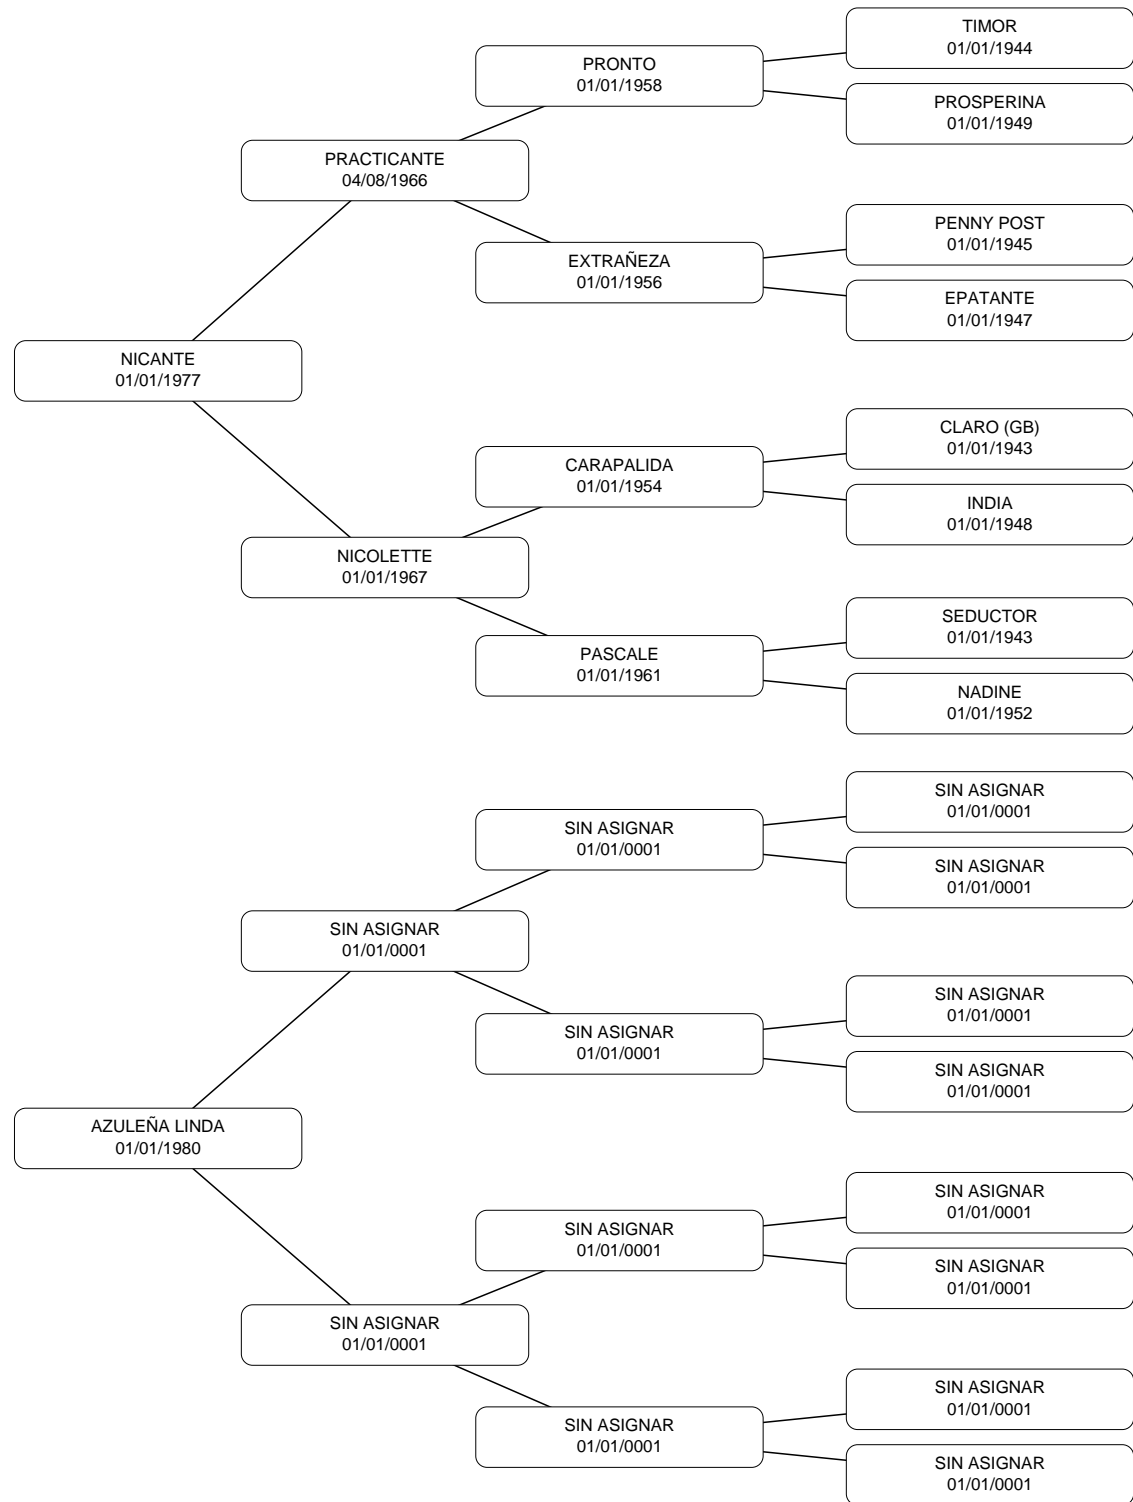 TIMOR
01/01/1944
PRONTO
01/01/1958
PROSPERINA
01/01/1949
PRACTICANTE
04/08/1966
PENNY POST
01/01/1945
EXTRAÑEZA
01/01/1956
EPATANTE
01/01/1947
NICANTE
01/01/1977
CLARO (GB)
01/01/1943
CARAPALIDA
01/01/1954
INDIA
01/01/1948
NICOLETTE
01/01/1967
SEDUCTOR
01/01/1943
PASCALE
01/01/1961
NADINE
01/01/1952
SIN ASIGNAR
01/01/0001
SIN ASIGNAR
01/01/0001
SIN ASIGNAR
01/01/0001
SIN ASIGNAR
01/01/0001
SIN ASIGNAR
01/01/0001
SIN ASIGNAR
01/01/0001
SIN ASIGNAR
01/01/0001
AZULEÑA LINDA
01/01/1980
SIN ASIGNAR
01/01/0001
SIN ASIGNAR
01/01/0001
SIN ASIGNAR
01/01/0001
SIN ASIGNAR
01/01/0001
SIN ASIGNAR
01/01/0001
SIN ASIGNAR
01/01/0001
SIN ASIGNAR
01/01/0001